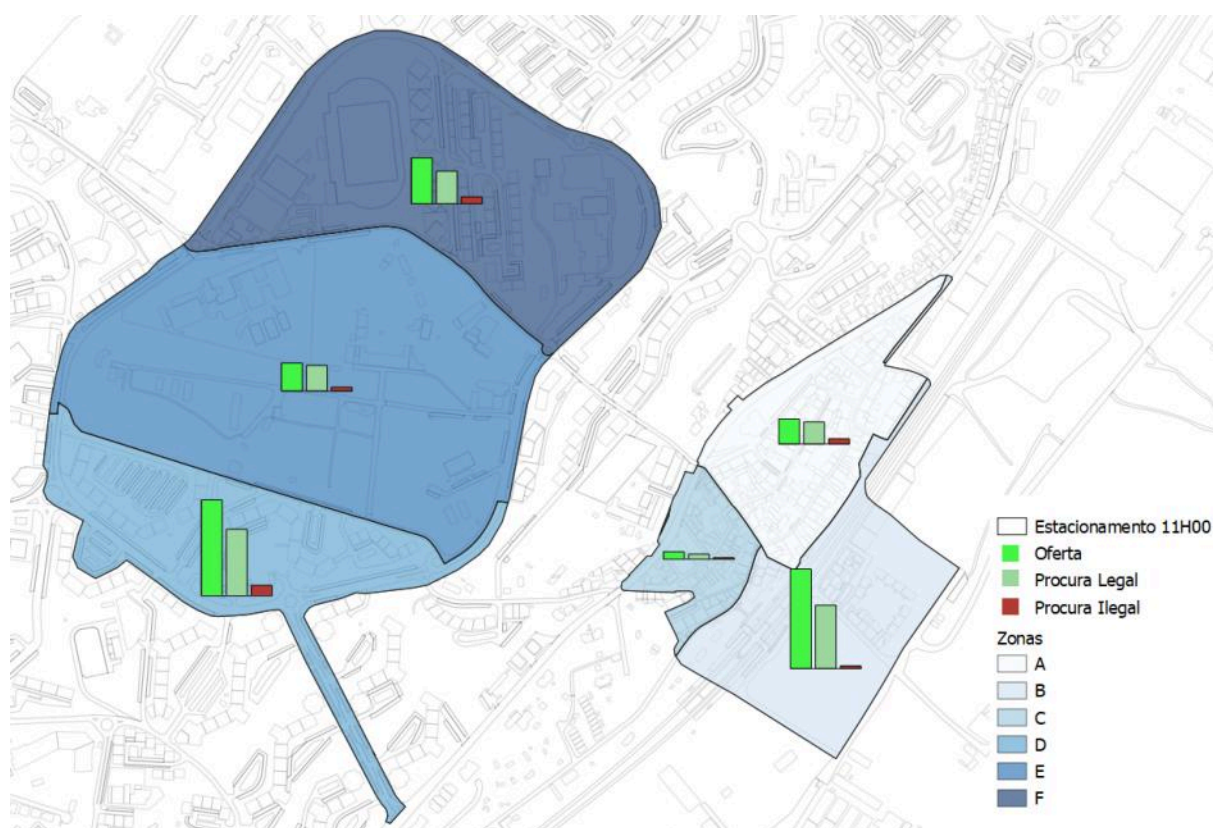 Estacionamento 11H00
Oferta
Procura Legal
Procura Ilegal
Zonas
A
B
C
D
E
F